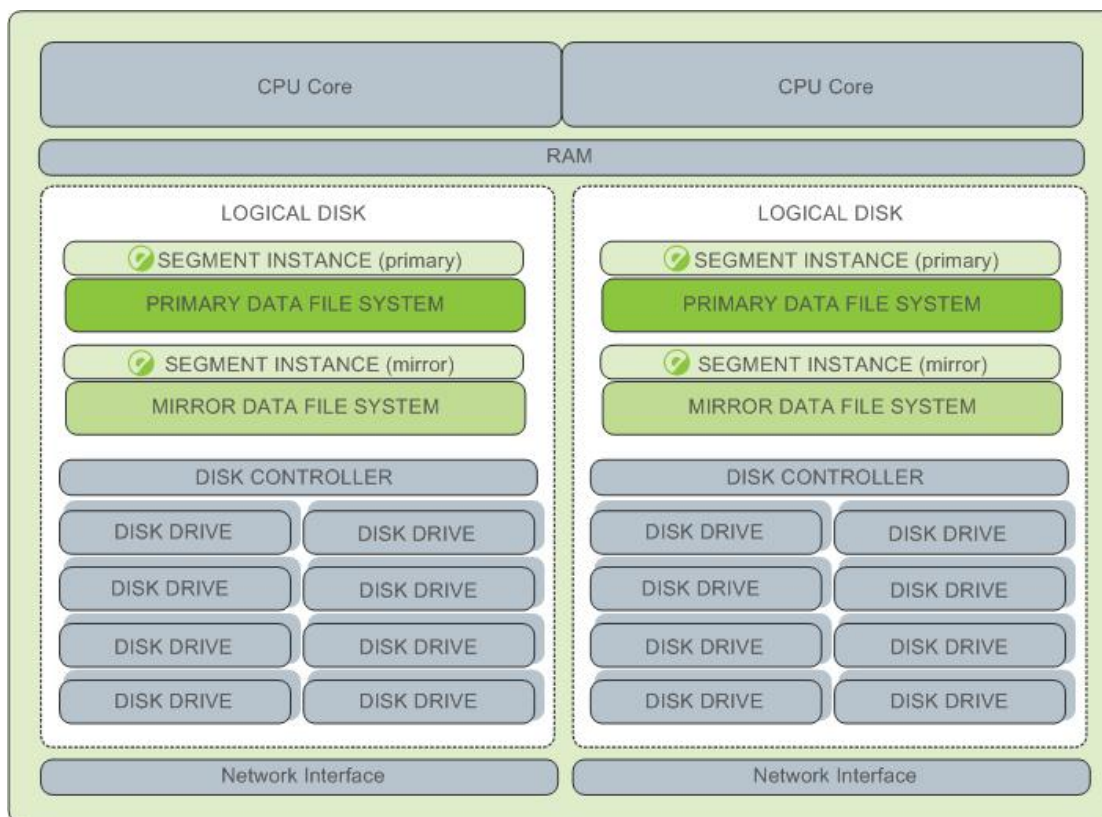 CPU Core
CPU Core
RAM
LOGICAL DISK
SEGMENT INSTANCE (primary)
PRIMARY DATA FILE SYSTEM
SEGMENT INSTANCE (mirror)
MIRROR DATA FILE SYSTEM
DISK CONTROLLER
DISK DRIVE
DISK DRIVE
DISK DRIVE
DISK DRIVE
DISK DRIVE
DISK DRIVE
DISK DRIVE
DISK DRIVE
Network Interface
LOGICAL DISK
SEGMENT INSTANCE (primary)
PRIMARY DATA FILE SYSTEM
SEGMENT INSTANCE (mirror)
MIRROR DATA FILE SYSTEM
DISK CONTROLLER
DISK DRIVE
DISK DRIVE
DISK DRIVE
DISK DRIVE
DISK DRIVE
DISK DRIVE
DISK DRIVE
DISK DRIVE
Network Interface